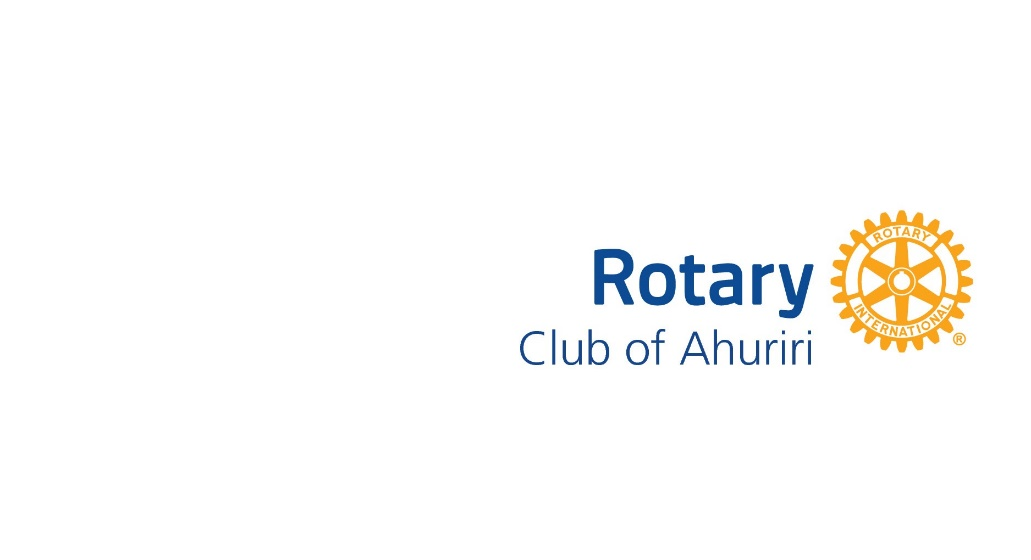 Rotary
Club of Ahuriri
ROTARY
INTERNATIONAL
®